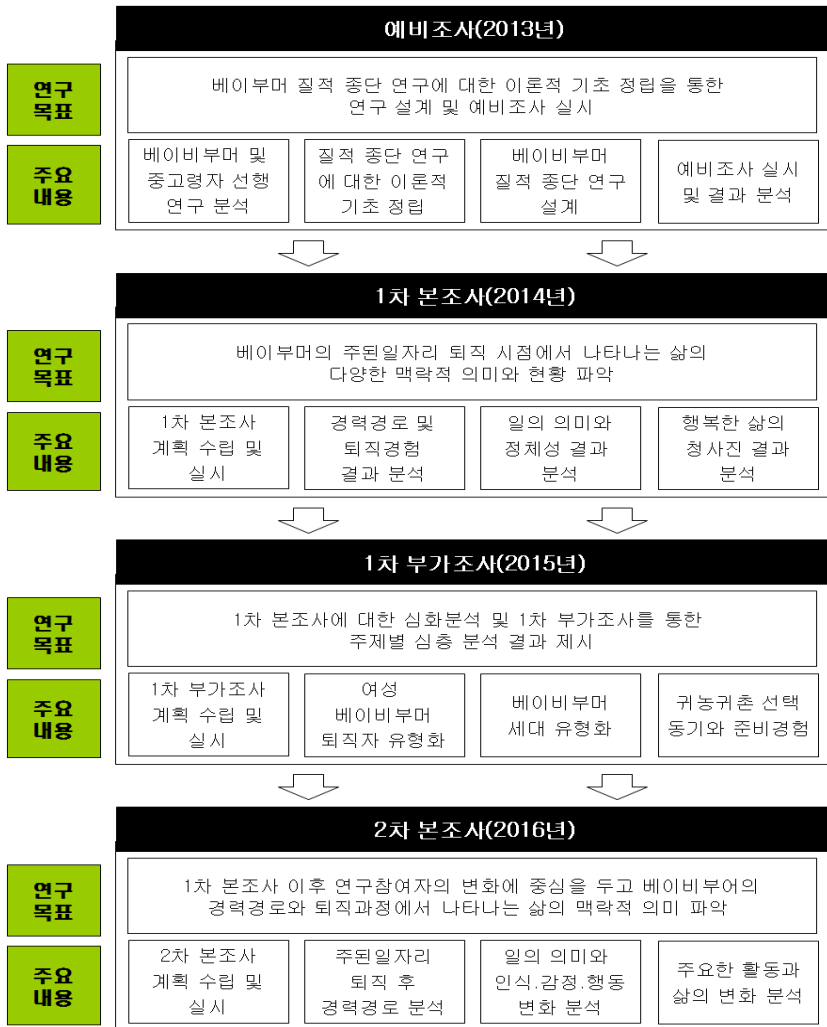 예비조사(2013년)
연구
목표
베이부머 질적 종단 연구에 대한 이론적 기초 정립을 통한
연구 설계 및 예비조사 실시
주요
내용
베이비부머 및
중고령자 선행
연구 분석
질적 종단 연구
에 대한 이론적
기초 정립
베이비부머
질적 종단 연구
설계
예비조사 실시
및 결과 분석
1차 본조사(2014년)
연구
목표
베이부머의 주된일자리 퇴직 시점에서 나타나는 삶의
다양한 맥락적 의미와 현황 파악
주요
내용
1차 본조사
계획 수립 및
실시
경력경로 및
퇴직경험
결과 분석
일의 의미와
정체성 결과
분석
행복한 삶의
청사진 결과
분석
1차 부가조사(2015년)
연구
목표
1차 본조사에 대한 심화분석 및 1차 부가조사를 통한
주제별 심층 분석 결과 제시
주요
내용
1차 부가조사
계획 수립 및
실시
여성
베이비부머
퇴직자 유형화
베이비부머
세대 유형화
귀농귀촌 선택
동기와 준비경험
2차 본조사(2016년)
연구
목표
1차 본조사 이후 연구참여자의 변화에 중심을 두고 베이비부어의
경력경로와 퇴직과정에서 나타나는 삶의 맥락적 의미 파악
주요
내용
2차 본조사
계획 수립 및
실시
주된일자리
퇴직 후
경력경로 분석
일의 의미와
인식.감정.행동
변화 분석
주요한 활동과
삶의 변화 분석